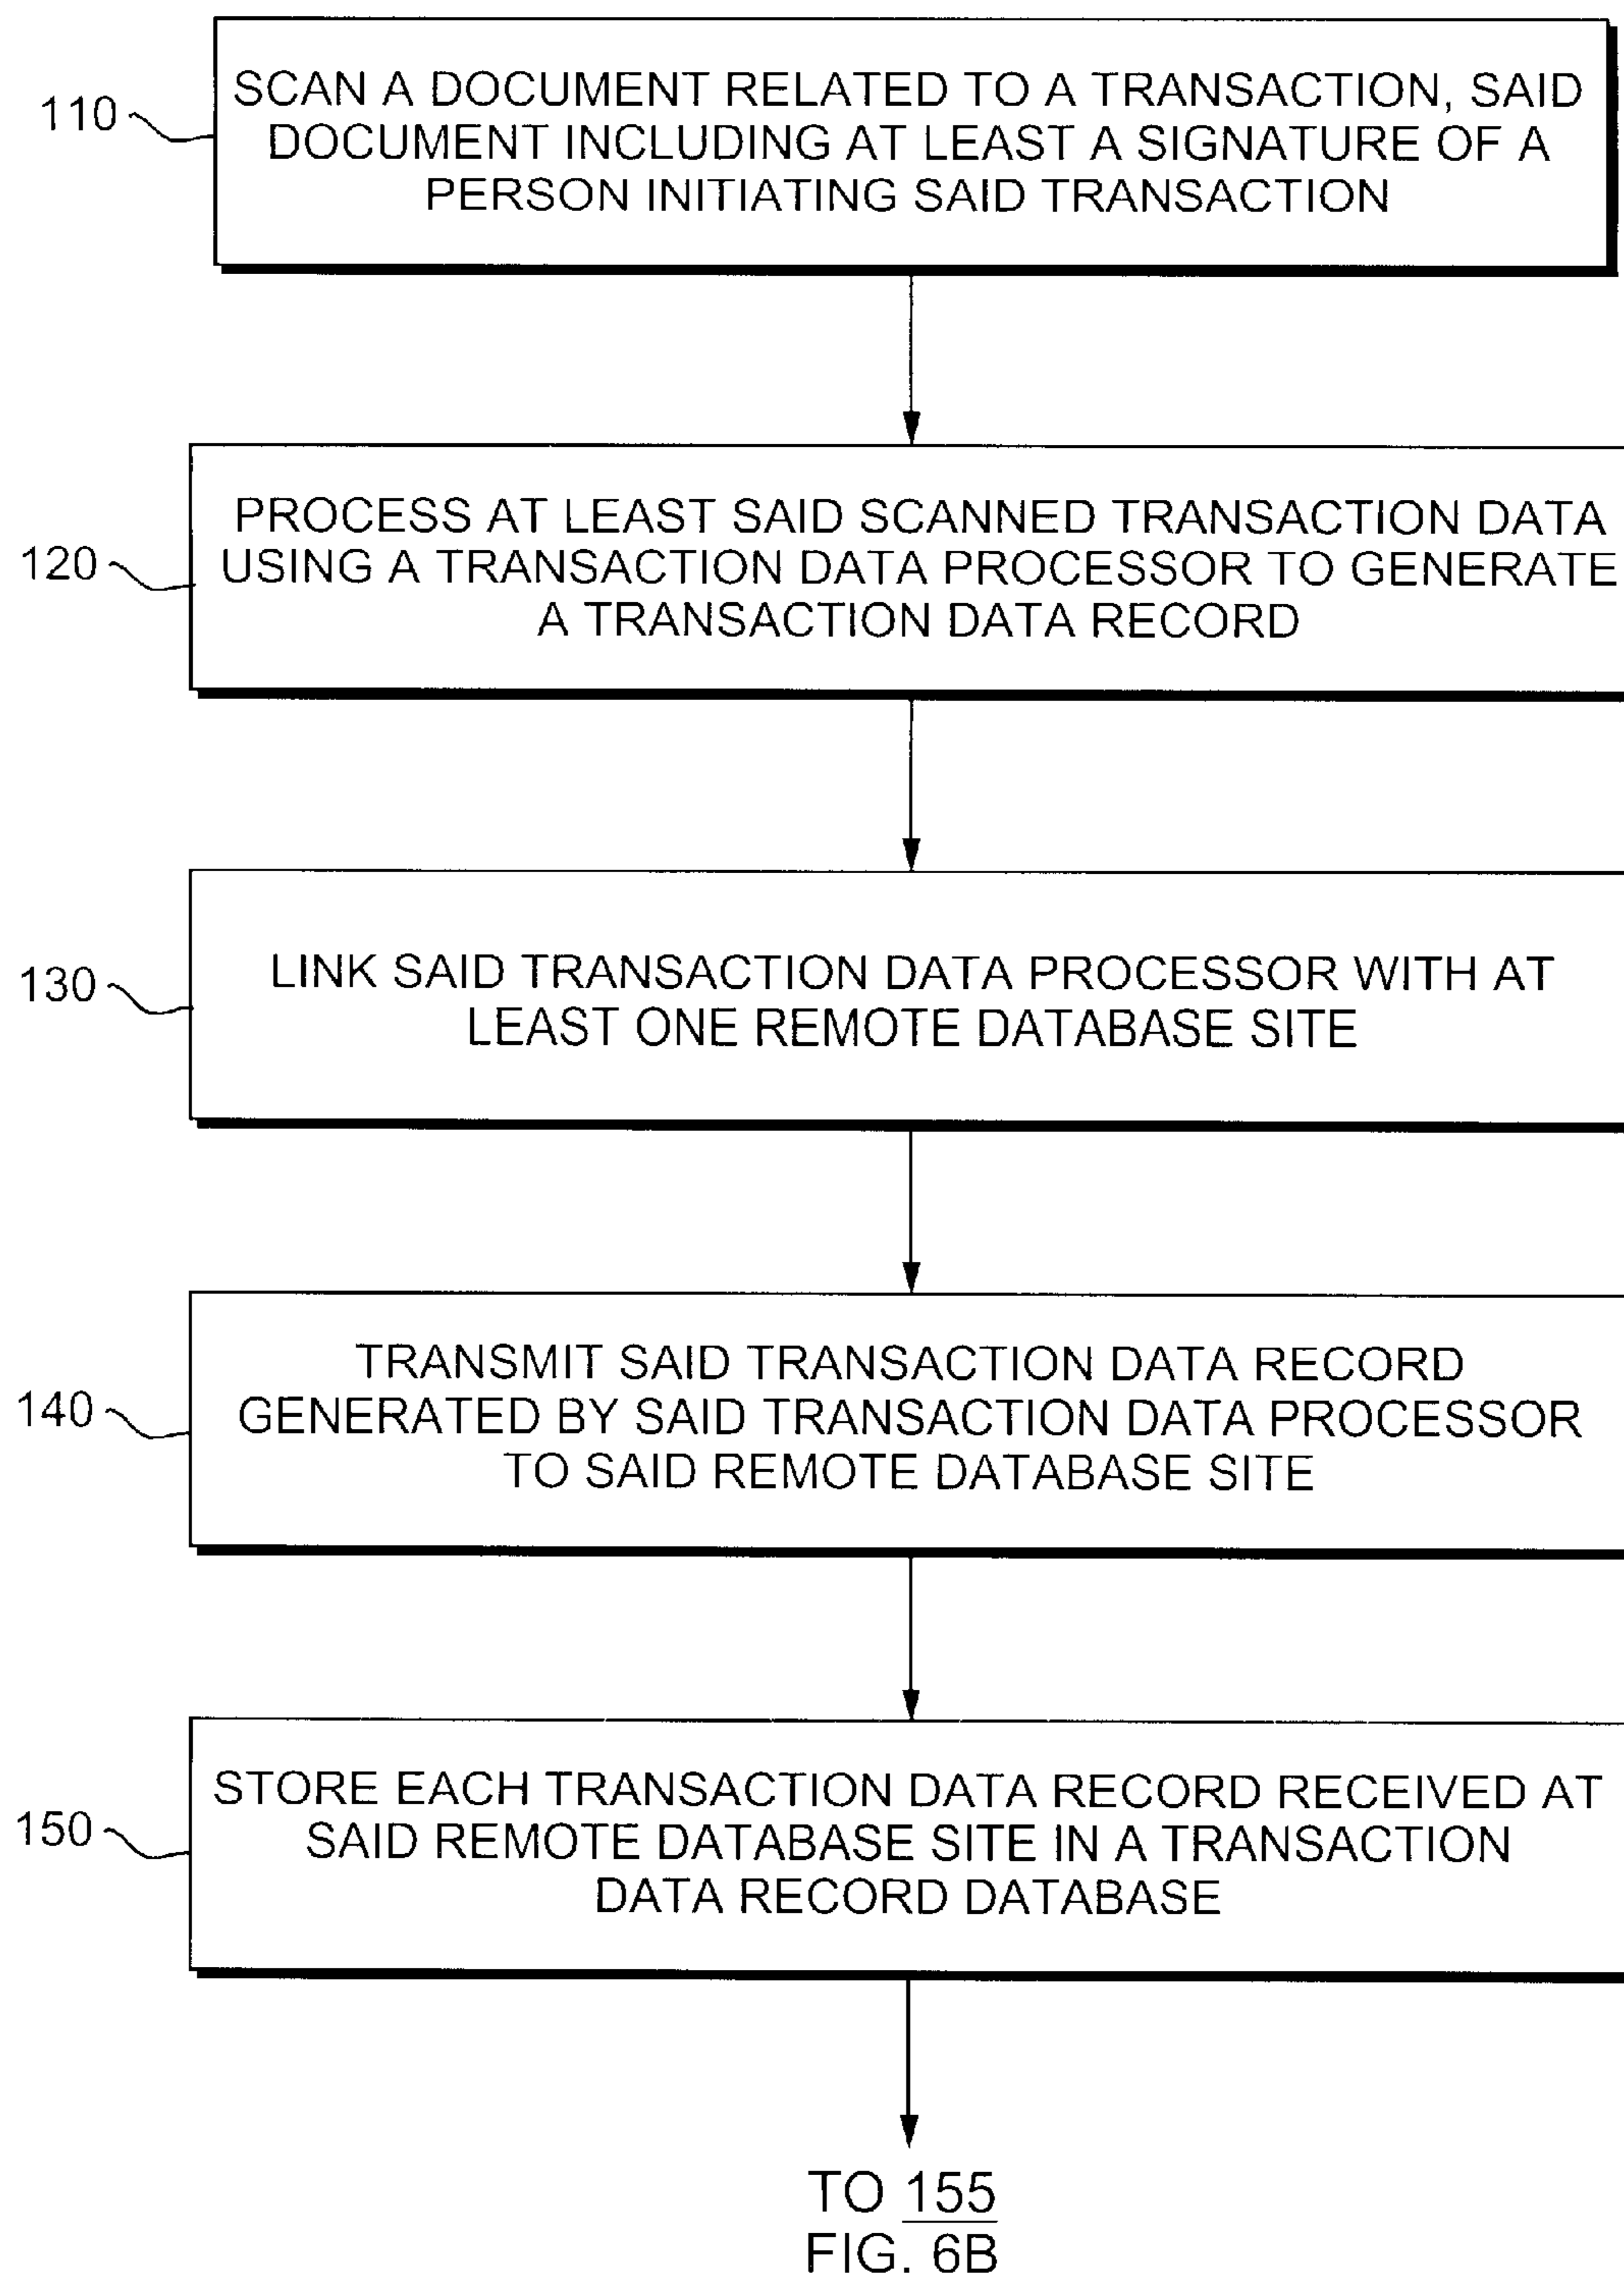 110
SCAN A DOCUMENT RELATED TO A TRANSACTION, SAID
DOCUMENT INCLUDING AT LEAST A SIGNATURE OF A
PERSON INITIATING SAID TRANSACTION
120
PROCESS AT LEAST SAID SCANNED TRANSACTION DATA
USING A TRANSACTION DATA PROCESSOR TO GENERATE
A TRANSACTION DATA RECORD
130
LINK SAID TRANSACTION DATA PROCESSOR WITH AT
LEAST ONE REMOTE DATABASE SITE
140
TRANSMIT SAID TRANSACTION DATA RECORD
GENERATED BY SAID TRANSACTION DATA PROCESSOR
TO SAID REMOTE DATABASE SITE
150
STORE EACH TRANSACTION DATA RECORD RECEIVED AT
SAID REMOTE DATABASE SITE IN A TRANSACTION
DATA RECORD DATABASE
TO 155
FIG. 6B